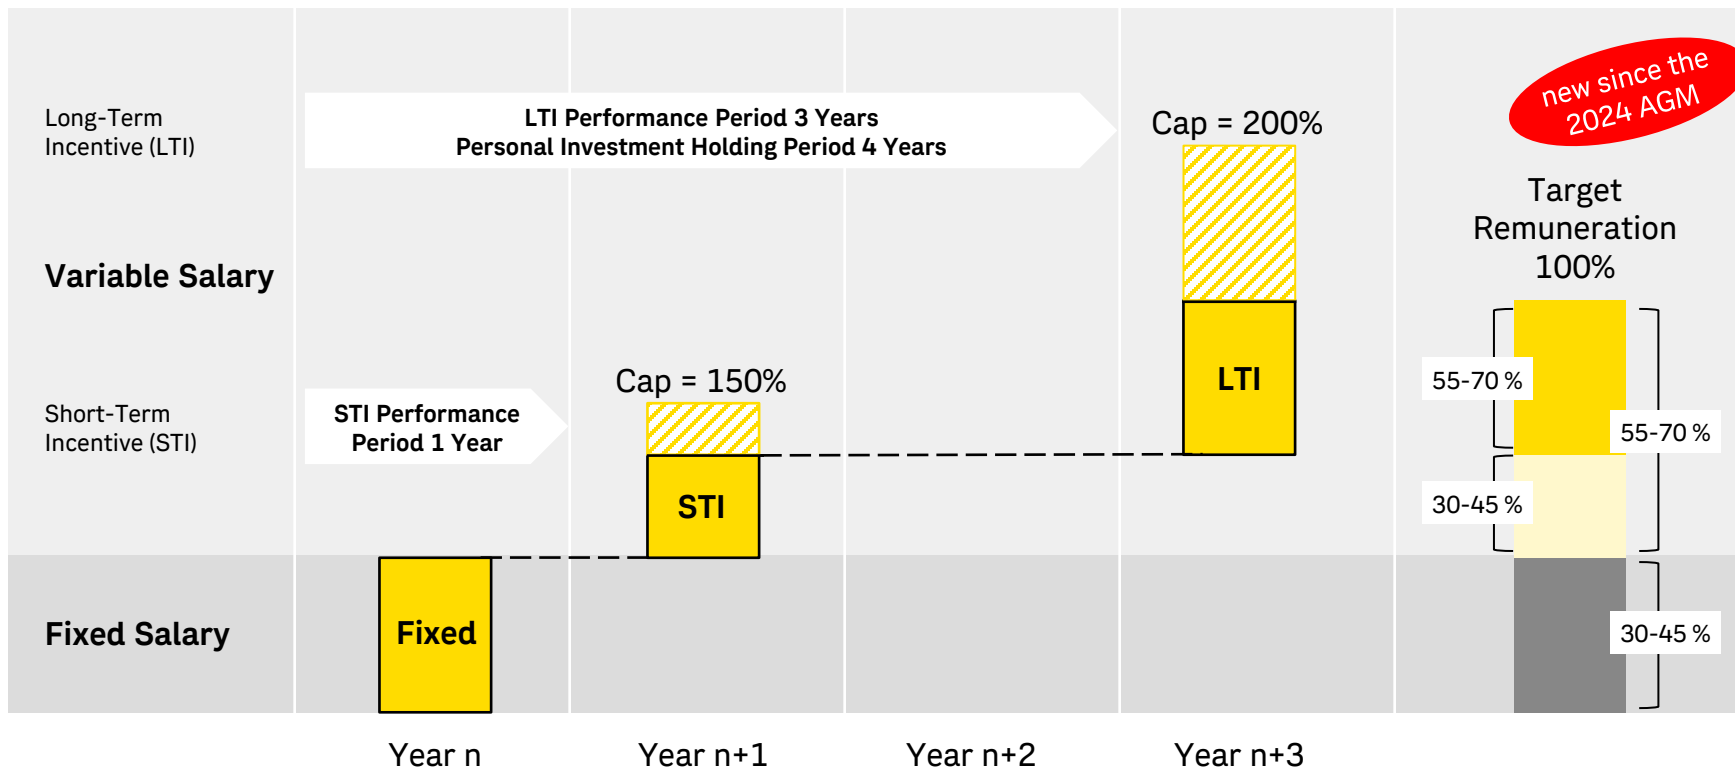 Long-Term
Incentive (LTI)
LTI Performance Period 3 Years
Personal Investment Holding Period 4 Years
Cap = 200%
new since the
2024 AGM
Target
Remuneration
100%
Variable Salary
Short-Term
Incentive (STI)
STI Performance
Period 1 Year
Cap = 150%
STI
LTI
55-70 %
55-70 %
30-45 %
Fixed Salary
Fixed
30-45 %
Year n
Year n+1
Year n+2
Year n+3